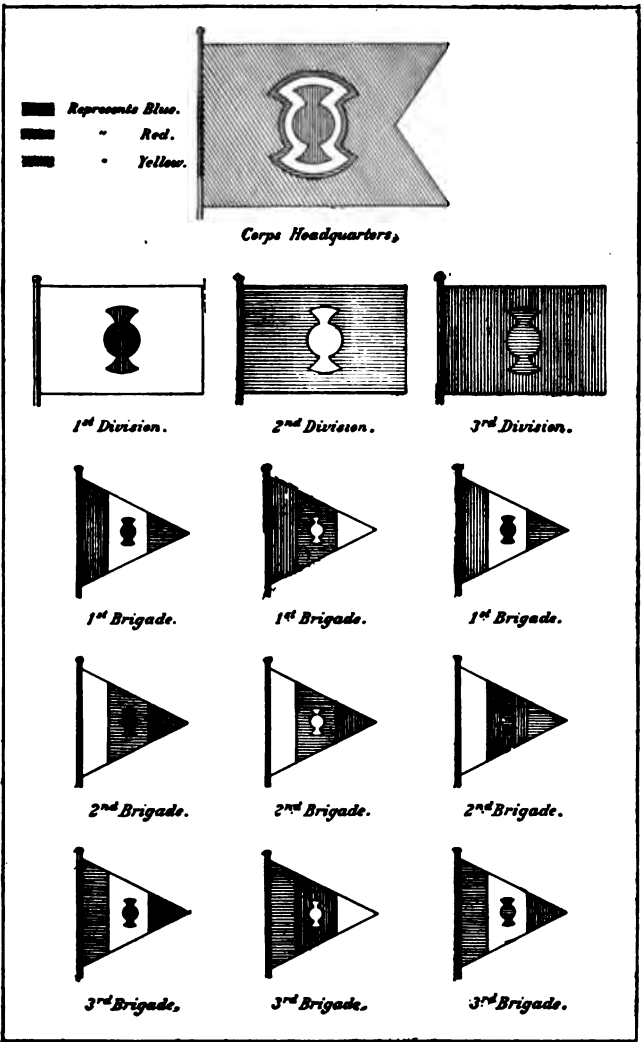 Represents Blue.
" Red.
" Yellow.
Corps Headquarters,
1st Division. 2nd Division. 3rd Division.
1st Brigade. 1st Brigade. 1st Brigade.
2nd Brigade. 2nd Brigade. 2nd Brigade.
3rd Brigade, 3rd Brigade, 3rd Brigade.